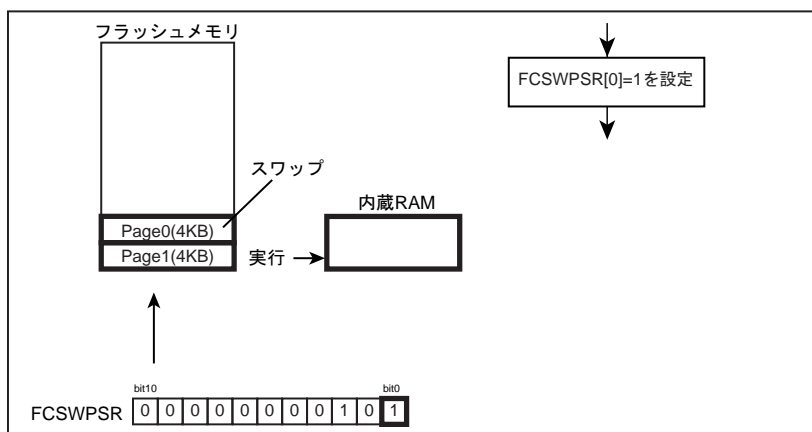 フラッシュメモリ
FCSWPSR[0]=1を設定
スワップ
内蔵RAM
Page0(4KB)
Page1(4KB)
実行
bit10 bit0
FCSWPSR 0 0 0 0 0 0 0 0 1 0 1